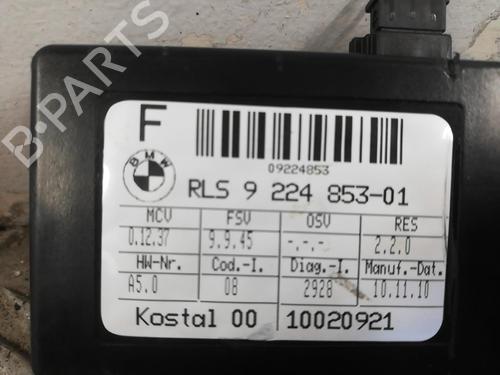 F
BMW
09224853
RLS 9 224 853-01
MCV FSV OSV RES
0.12.37 9.9.45 -.-.- 2.2.0
HW-Nr. Cod.-I. Diag.-I. Manuf.-Dat.
A5.0 08 2928 10.11.10
Kostal 00 10020921
B-PARTS